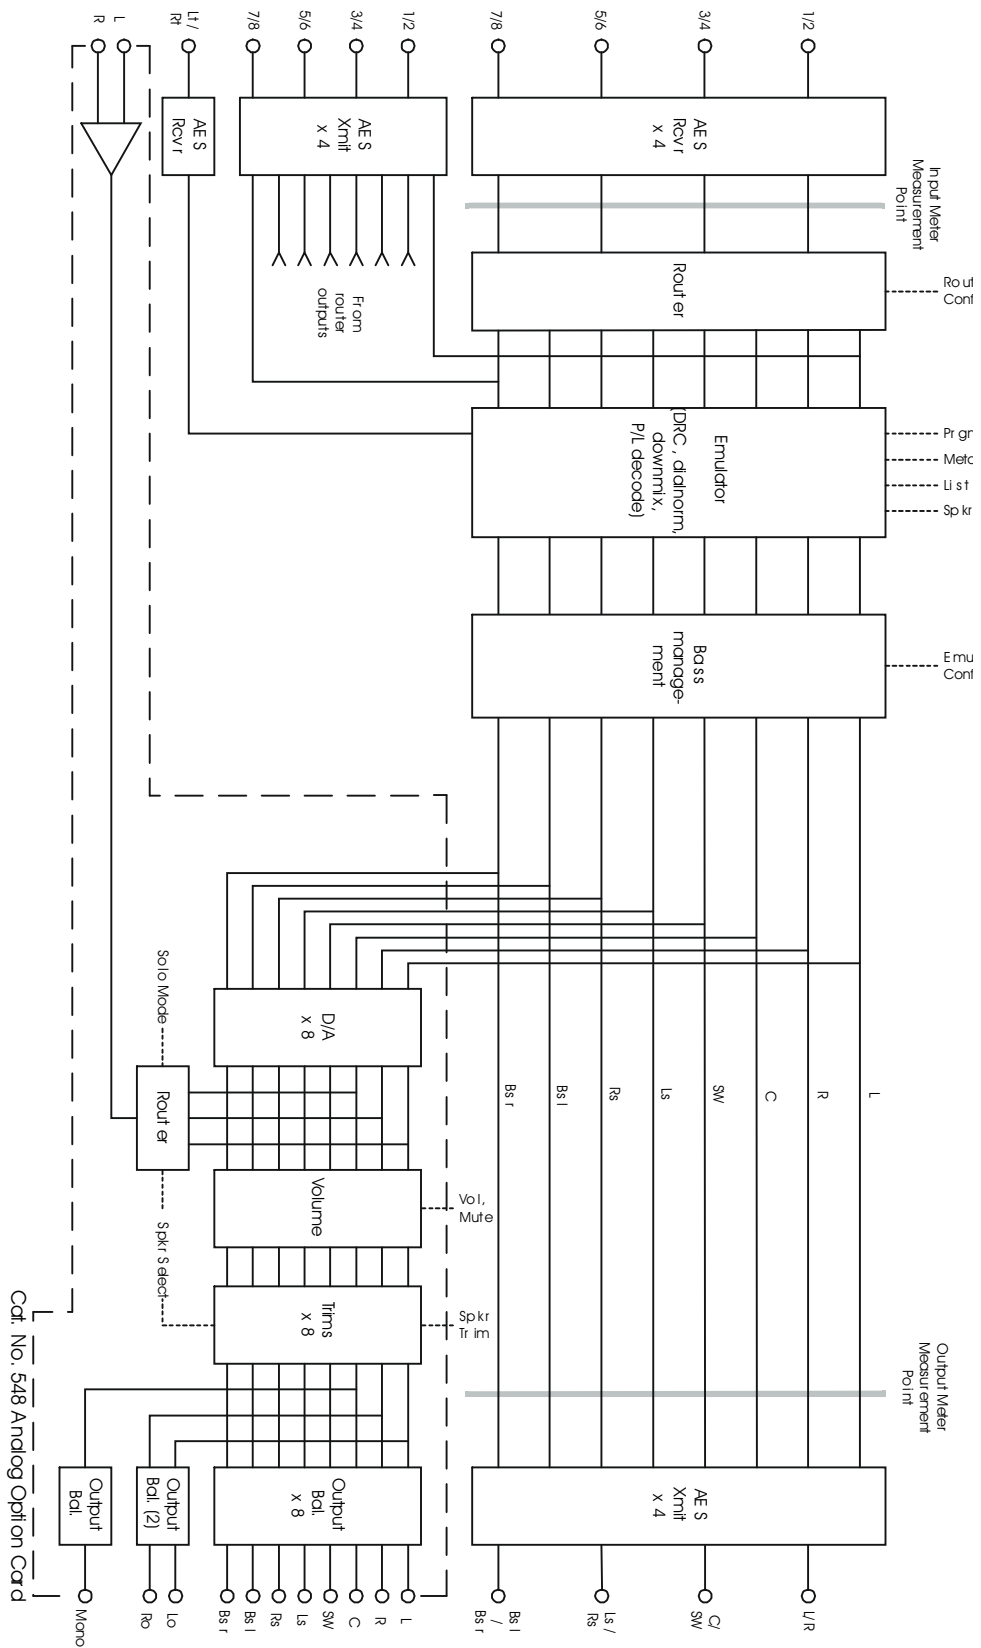 1/2
3/4
5/6
7/8
1/2
3/4
5/6
7/8
Lt /
Rt
L
R
AES
Rcvr
x 4
AES
Xmit
x 4
AES
Rcvr
Input Meter
Measurement
Point
Router
From
router
outputs
Emulator
(DRC, dialnorm,
downmix,
P/L decode)
Bass
manage-
ment
Spkr
List
L
R
C
SW
Ls
Rs
Bsl
Bsr
D/A
x 8
Solo Mode
Router
Spkr Select
Volume
Vol,
Mute
Trims
x 8
Spkr
Trim
Output Meter
Measurement
Point
AES
Xmit
x 4
Output
Bal.
x 8
Output
Bal. (2)
Output
Bal.
L/R
C/
SW
Ls /
Rs
Bsl
/
Bsr
L
R
C
SW
Ls
Rs
Bsl
Bsr
Lo
Ro
Mono
Cat. No. 548 Analog Option Card